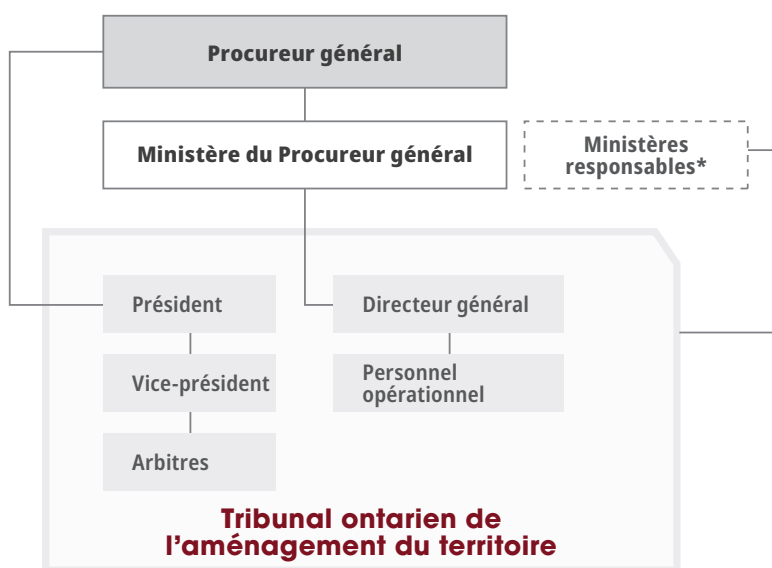 Procureur général
Ministère du Procureur général
Ministères
responsables*
Président
Directeur général
Vice-président
Personnel
opérationnel
Arbitres
Tribunal ontarien de
l'aménagement du territoire